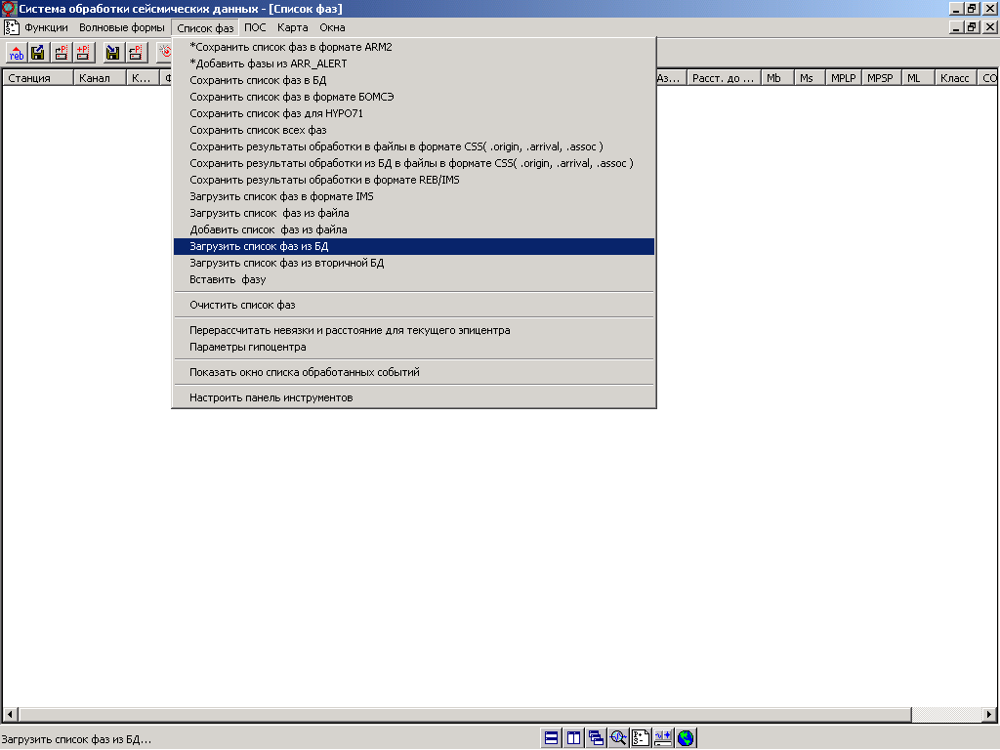 Система обработки сейсмических данных - [Список фаз]
Функции Волновые формы Список фаз ПОС Карта Окна
reb
Станция Канал К... Аз... Расст. до ... Mb Ms MPLP MPSP ML Класс СО
*Сохранить список фаз в формате ARM2
*Добавить фазы из ARR_ALERT
Сохранить список фаз в БД
Сохранить список фаз в формате БОМСЭ
Сохранить список фаз для HYPO71
Сохранить список всех фаз
Сохранить результаты обработки в файлы в формате CSS( .origin, .arrival, .assoc )
Сохранить результаты обработки из БД в файлы в формате CSS( .origin, .arrival, .assoc )
Сохранить результаты обработки в формате REB/IMS
Загрузить список фаз в формате IMS
Загрузить список фаз из файла
Добавить список фаз из файла
Загрузить список фаз из БД
Загрузить список фаз из вторичной БД
Вставить фазу
Очистить список фаз
Перерассчитать невязки и расстояние для текущего эпицентра
Параметры гипоцентра
Показать окно списка обработанных событий
Настроить панель инструментов
Загрузить список фаз из БД...